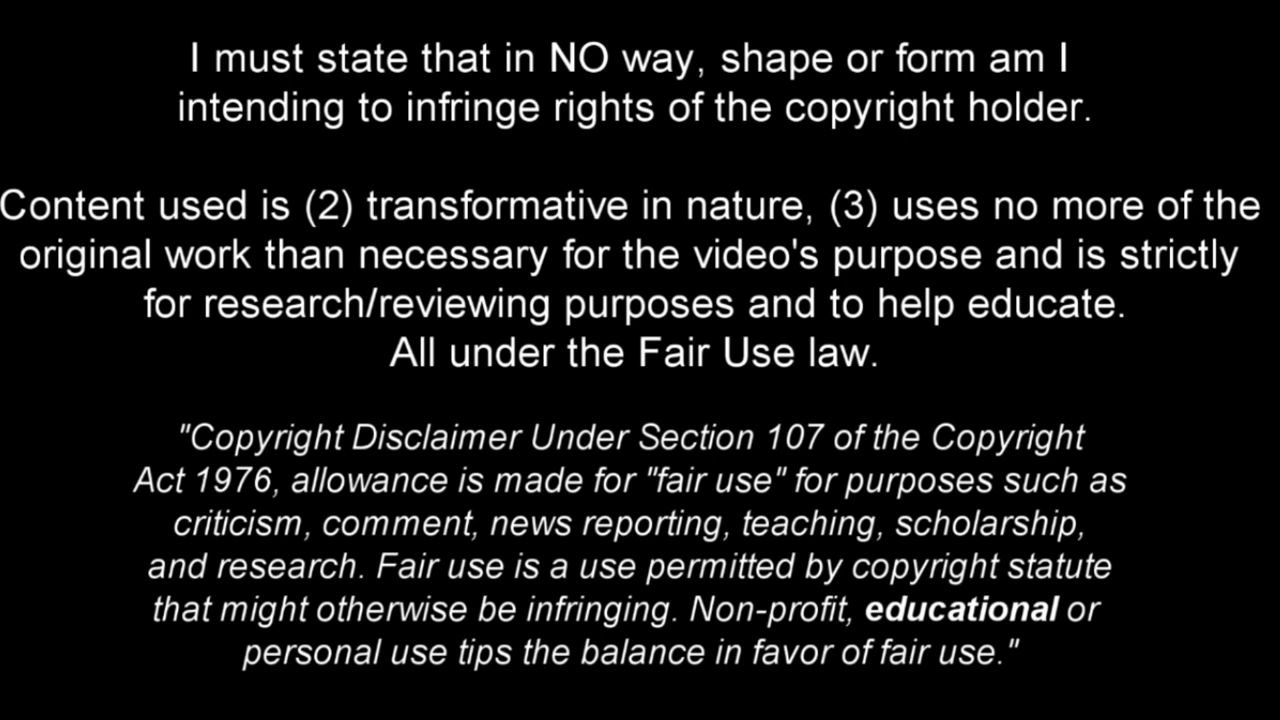 I must state that in NO way, shape or form am I
intending to infringe rights of the copyright holder.
Content used is (2) transformative in nature, (3) uses no more of the
original work than necessary for the video's purpose and is strictly
for research/reviewing purposes and to help educate.
All under the Fair Use law.
"Copyright Disclaimer Under Section 107 of the Copyright
Act 1976, allowance is made for "fair use" for purposes such as
criticism, comment, news reporting, teaching, scholarship,
and research. Fair use is a use permitted by copyright statute
that might otherwise be infringing. Non-profit, educational or
personal use tips the balance in favor of fair use."